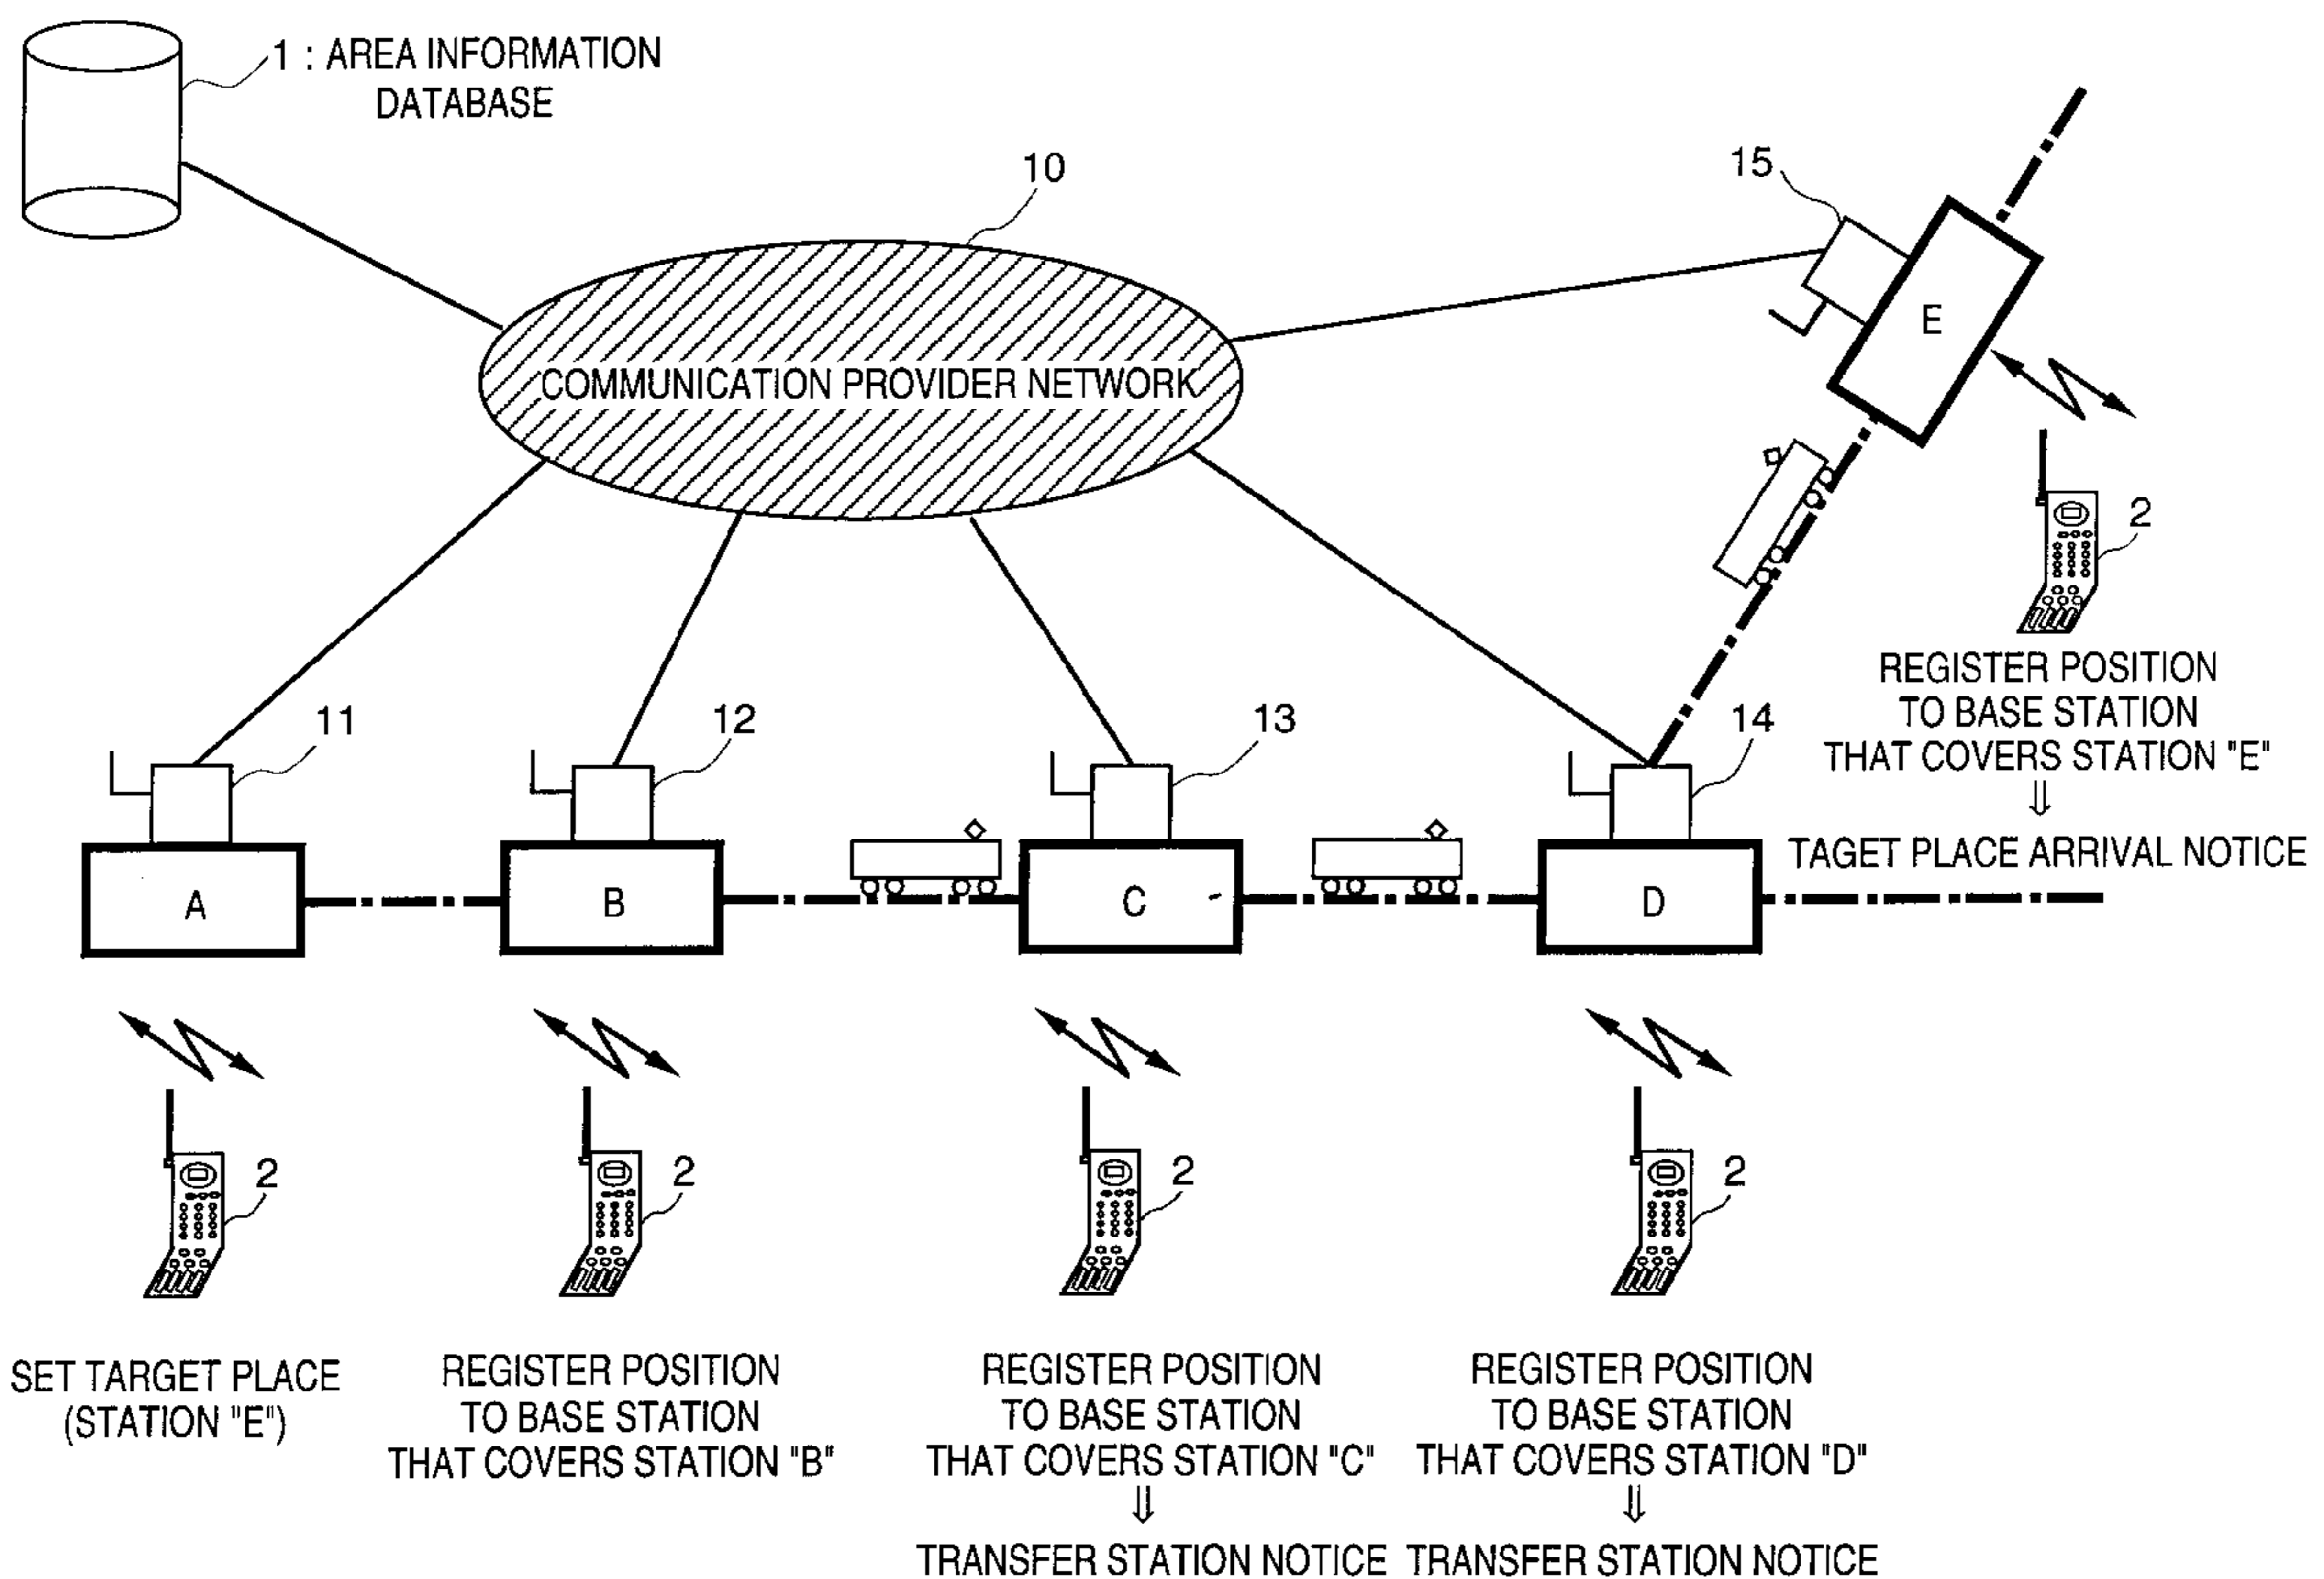 1 : AREA INFORMATION
DATABASE
10
15
COMMUNICATION PROVIDER NETWORK
E
2
REGISTER POSITION
TO BASE STATION
THAT COVERS STATION "E"
⇓
TAGET PLACE ARRIVAL NOTICE
11
12
13
14
A
B
C
D
2
2
2
2
SET TARGET PLACE
(STATION "E")
REGISTER POSITION
TO BASE STATION
THAT COVERS STATION "B"
REGISTER POSITION
TO BASE STATION
THAT COVERS STATION "C"
⇓
TRANSFER STATION NOTICE
REGISTER POSITION
TO BASE STATION
THAT COVERS STATION "D"
⇓
TRANSFER STATION NOTICE